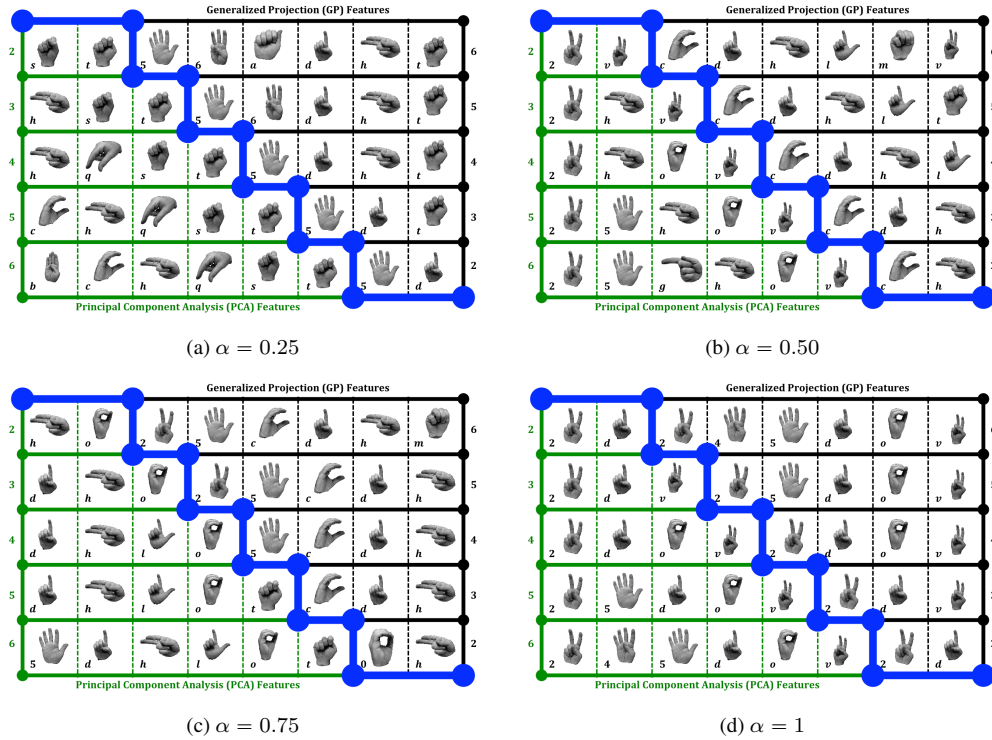 Generalized Projection (GP) Features
2 s t 5 6 a d h t 6
3 h s t 5 6 d h t 5
4 h q s t 5 d h t 4
5 c h q s t 5 d t 3
6 b c h q s t 5 d 2
Principal Component Analysis (PCA) Features
(a) α = 0.25
Generalized Projection (GP) Features
2 2 v c d h l m v
3 2 h v c d h l t
4 2 h o v c d h l
5 2 5 h o v c d h
6 2 5 g h o v c h
Principal Component Analysis (PCA) Features
(b) α = 0.50
Generalized Projection (GP) Features
2 h o 2 5 c d h m 6
3 d h o 2 5 c d h 5
4 d h l o 5 c d h 4
5 d h l o t c d h 3
6 5 d h l o t 0 h 2
Principal Component Analysis (PCA) Features
(c) α = 0.75
Generalized Projection (GP) Features
2 2 d 2 4 5 d o v
3 2 d v 2 5 d o v
4 2 d o v 2 d o v
5 2 5 d o v 2 d v
6 2 4 5 d o v 2 d
Principal Component Analysis (PCA) Features
(d) α = 1